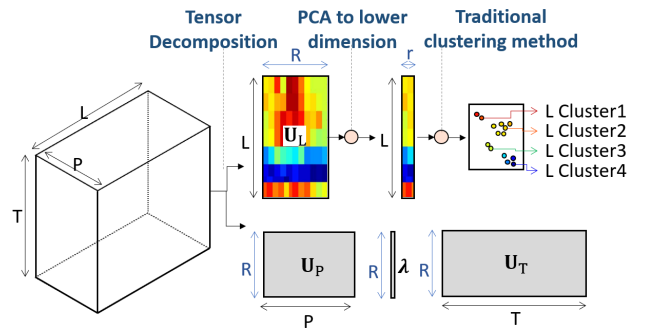 Tensor
Decomposition
PCA to lower
dimension
Traditional
clustering method
R
r
L
P
T
L
U_L
L
L Cluster1
L Cluster2
L Cluster3
L Cluster4
R
U_P
P
R
λ
R
U_T
T